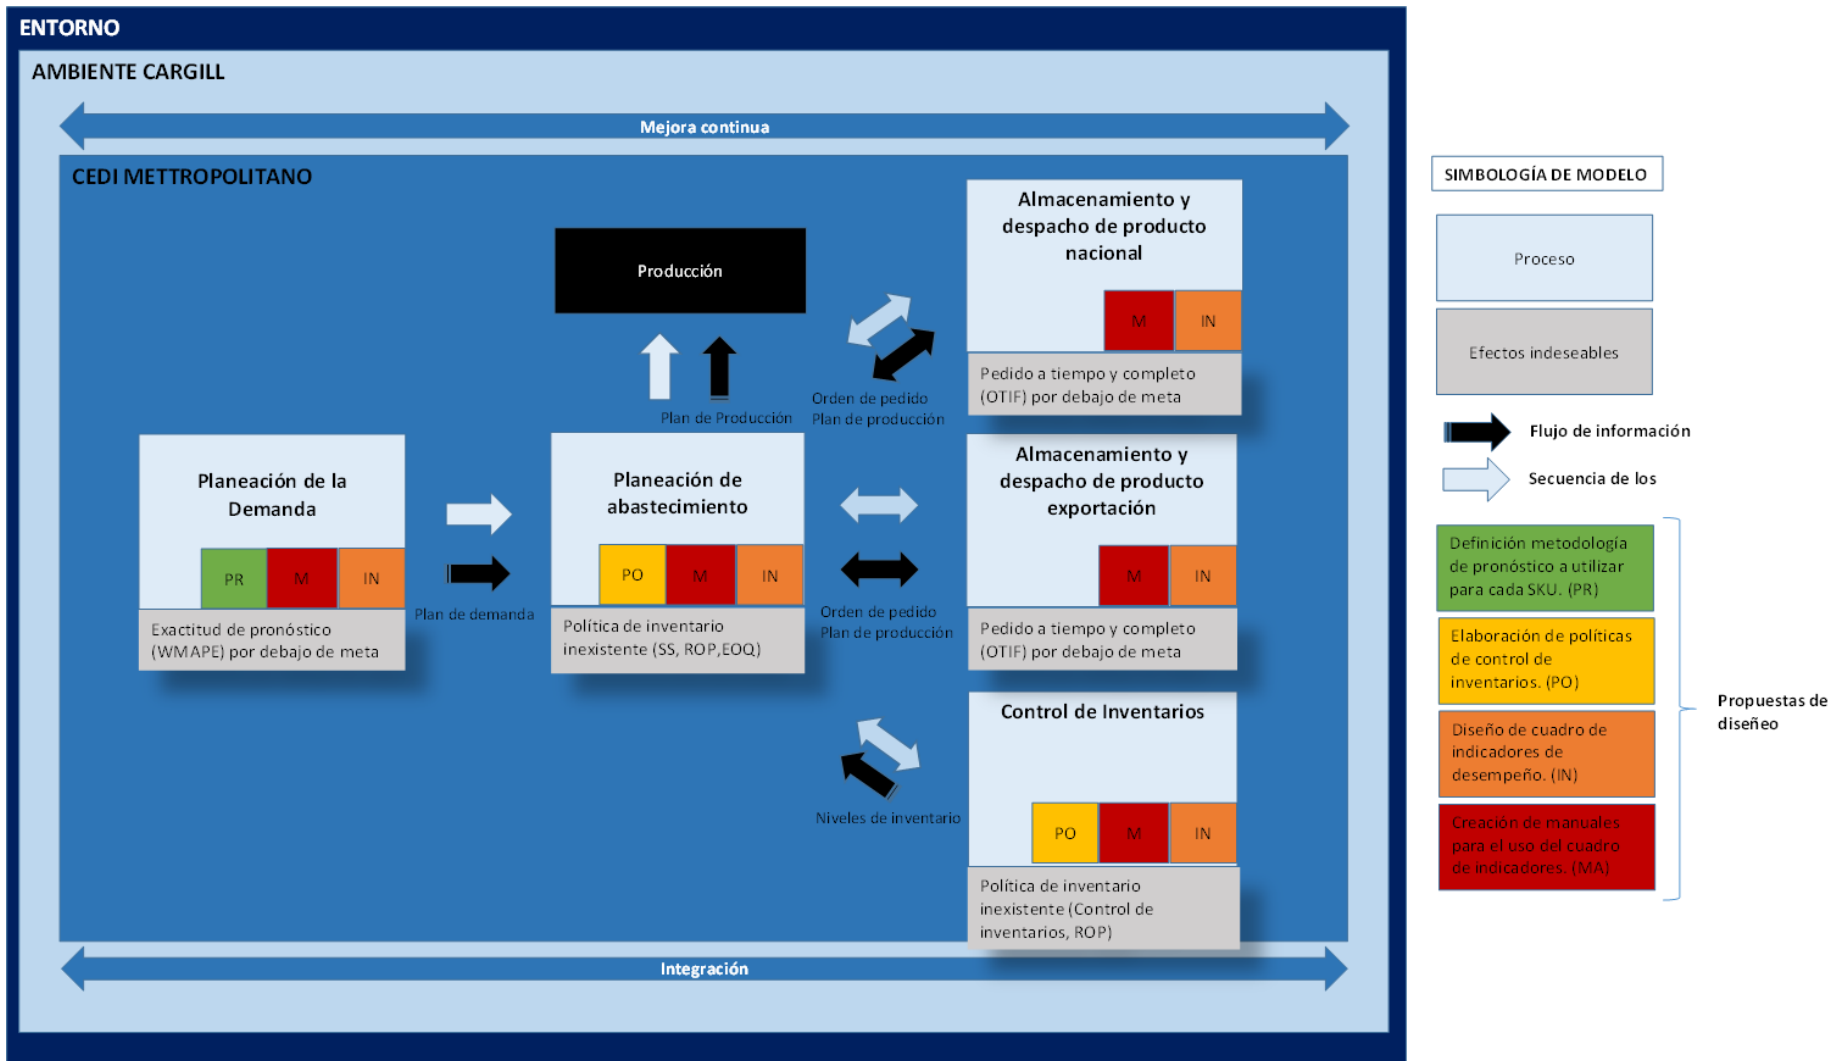 ENTORNO
AMBIENTE CARGILL
Mejora continua
CEDI METTROPOLITANO
Producción
Plan de Producción
Almacenamiento y
despacho de producto
nacional
M
IN
Pedido a tiempo y completo
(OTIF) por debajo de meta
Orden de pedido
Plan de producción
Planeación de la
Demanda
PR
M
IN
Exactitud de pronóstico
(WMAPE) por debajo de meta
Plan de demanda
Planeación de
abastecimiento
PO
M
IN
Política de inventario
inexistente (SS, ROP,EOQ)
Orden de pedido
Plan de producción
Almacenamiento y
despacho de producto
exportación
M
IN
Pedido a tiempo y completo
(OTIF) por debajo de meta
Niveles de inventario
Control de Inventarios
PO
M
IN
Política de inventario
inexistente (Control de
inventarios, ROP)
Integración
SIMBOLOGÍA DE MODELO
Proceso
Efectos indeseables
Flujo de información
Secuencia de los
Definición metodología
de pronóstico a utilizar
para cada SKU. (PR)
Elaboración de políticas
de control de
inventarios. (PO)
Diseño de cuadro de
indicadores de
desempeño. (IN)
Creación de manuales
para el uso del cuadro
de indicadores. (MA)
Propuestas de
diseñeo